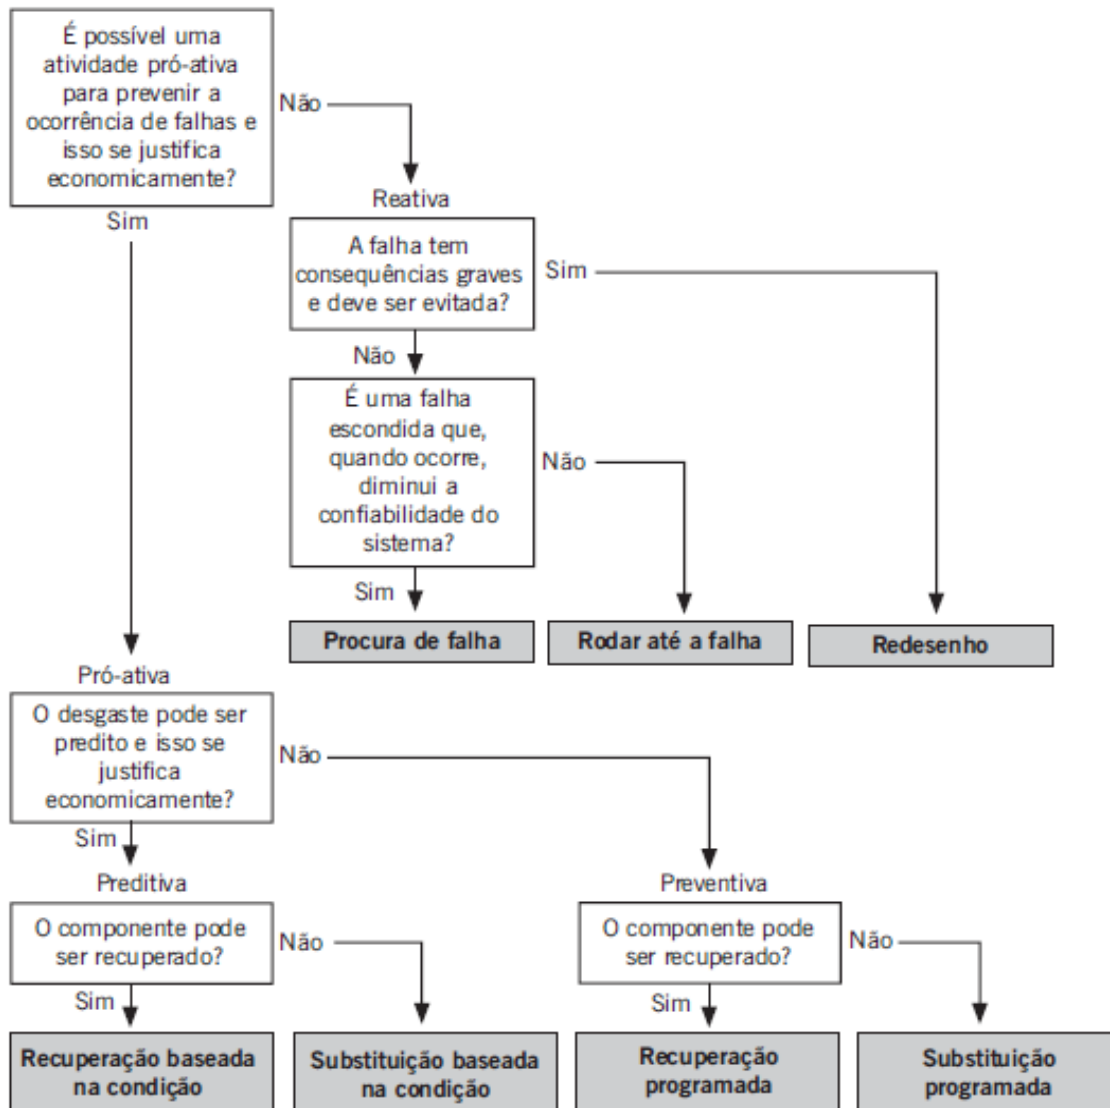 É possível uma
atividade pró-ativa
para prevenir a
ocorrência de falhas e
isso se justifica
economicamente?
Não
Sim
Reativa
A falha tem
consequências graves
e deve ser evitada?
Sim
Não
É uma falha
escondida que,
quando ocorre,
diminui a
confiabilidade do
sistema?
Não
Sim
Procura de falha
Rodar até a falha
Redesenho
Pró-ativa
O desgaste pode ser
predito e isso se
justifica
economicamente?
Não
Sim
Preditiva
Preventiva
O componente pode
ser recuperado?
Não
O componente pode
ser recuperado?
Não
Sim
Sim
Recuperação baseada
na condição
Substituição baseada
na condição
Recuperação
programada
Substituição
programada